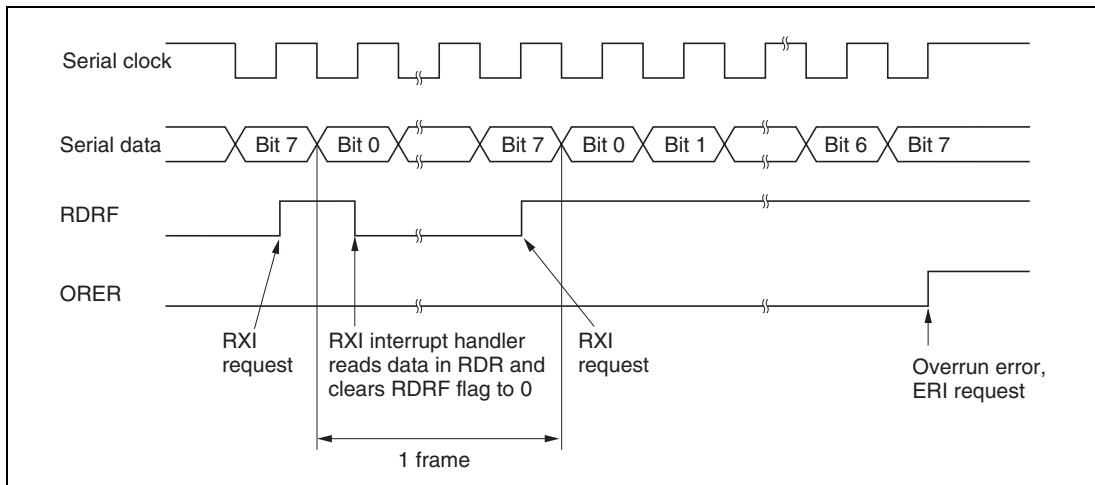 Serial clock
Serial data
Bit 7
Bit 0
Bit 7
Bit 0
Bit 1
Bit 6
Bit 7
RDRF
ORER
RXI
request
RXI interrupt handler
reads data in RDR and
clears RDRF flag to 0
RXI
request
Overrun error,
ERI request
1 frame